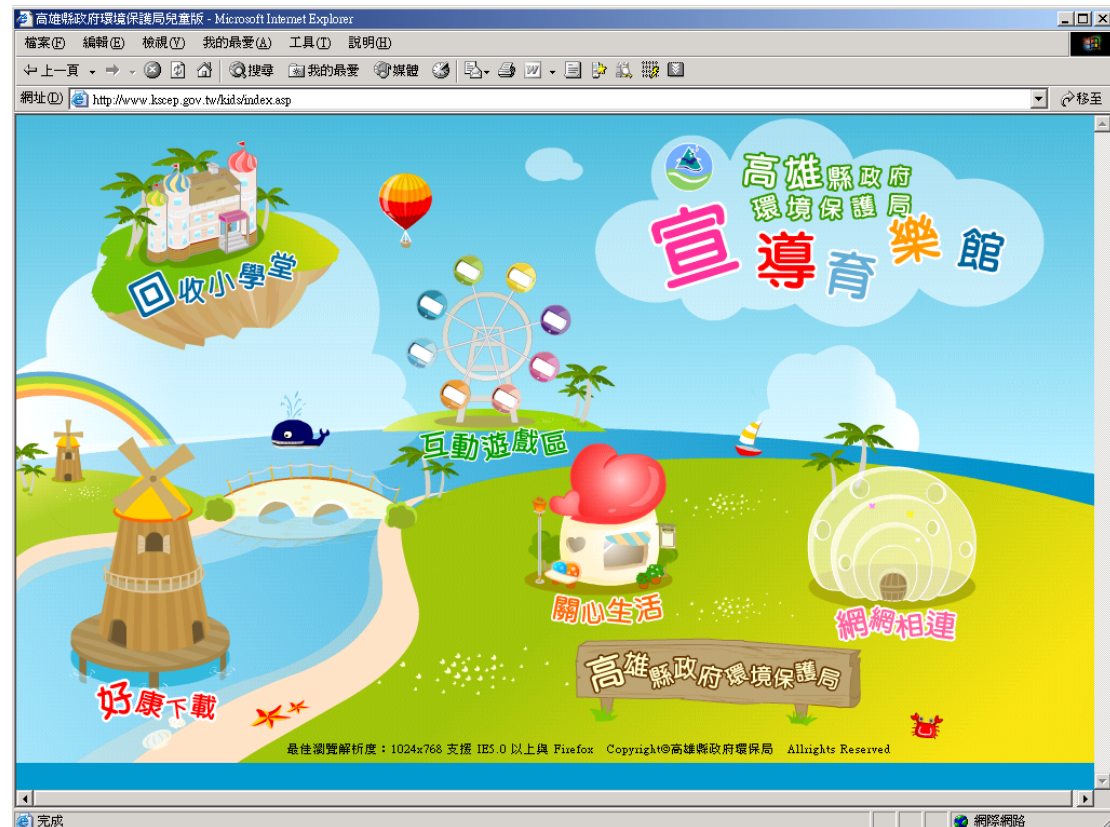 高雄縣政府環境保護局兒童版 - Microsoft Internet Explorer
檔案(F) 編輯(E) 檢視(V) 我的最愛(A) 工具(T) 說明(H)
上一頁 搜尋 我的最愛 媒體
網址(D) http://www.kscep.gov.tw/kids/index.asp 移至
高雄縣政府
環境保護局
宣導育樂館
回收小學堂
互動遊戲區
關心生活
網網相連
高雄縣政府環境保護局
好康下載
最佳瀏覽解析度：1024x768 支援 IE5.0 以上與 Firefox Copyright©高雄縣政府環保局 Allrights Reserved
完成 網際網路